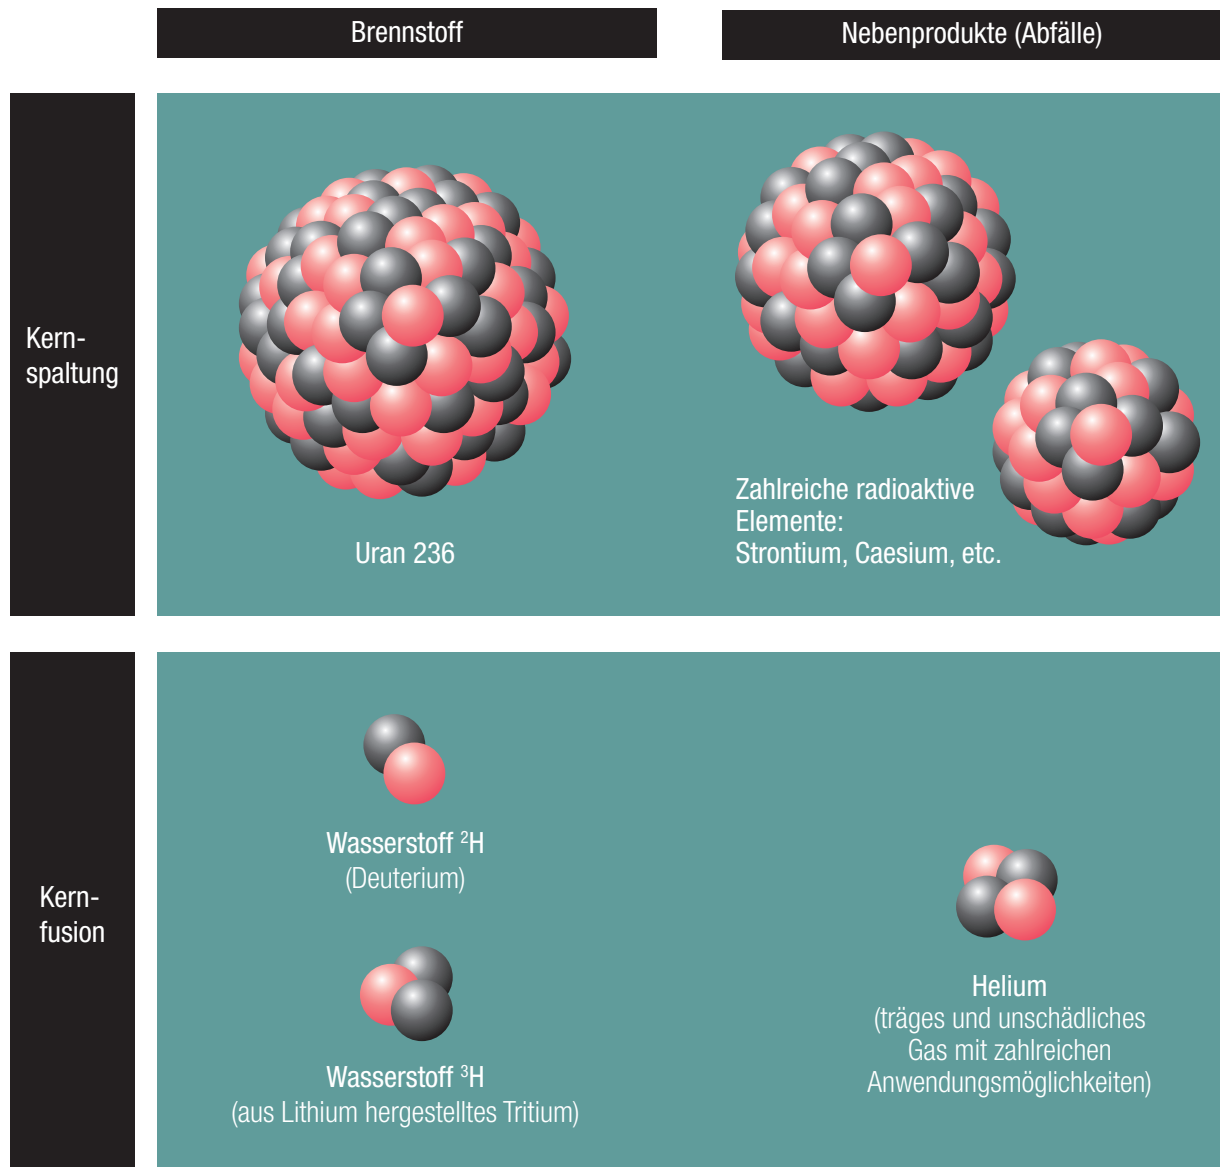 Brennstoff
Nebenprodukte (Abfälle)
Kern-
spaltung
Uran 236
Zahlreiche radioaktive
Elemente:
Strontium, Caesium, etc.
Kern-
fusion
Wasserstoff ²H
(Deuterium)
Wasserstoff ³H
(aus Lithium hergestelltes Tritium)
Helium
(träges und unschädliches
Gas mit zahlreichen
Anwendungsmöglichkeiten)